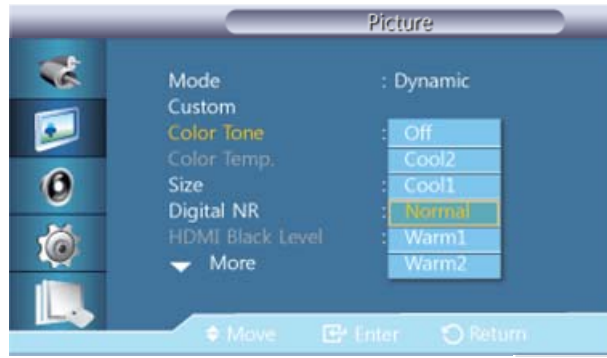 Picture
Mode : Dynamic
Custom
Color Tone : Off
Color Temp. Cool2
Size : Cool1
Digital NR : Normal
HDMI Black Level : Warm1
More Warm2
Move Enter Return